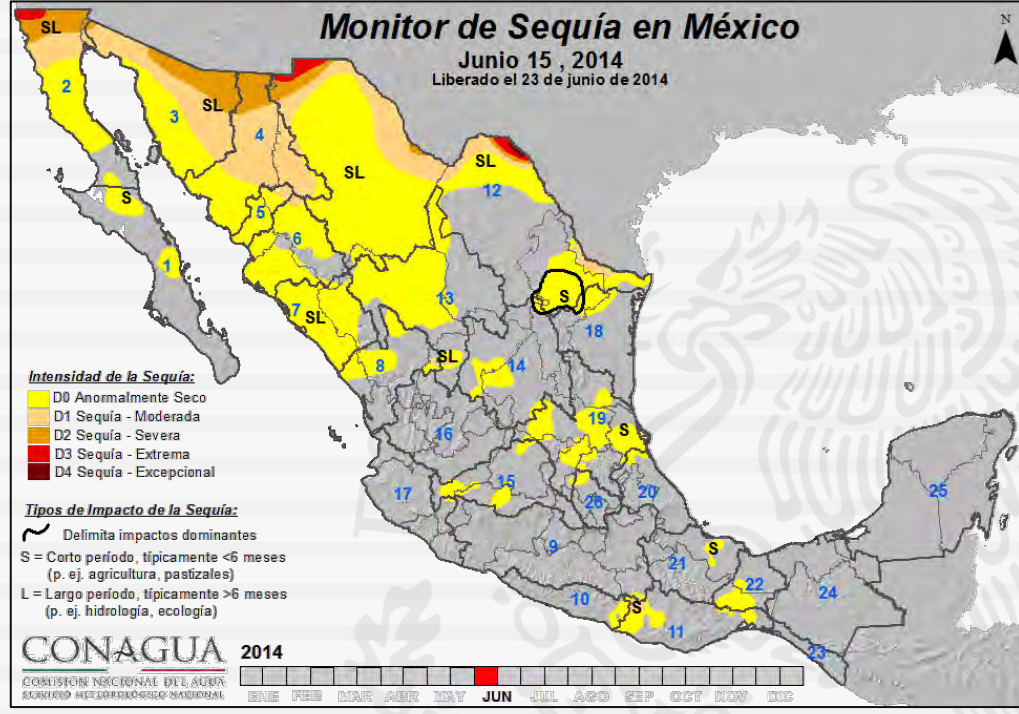 Monitor de Sequía en México
Junio 15 , 2014
Liberado el 23 de junio de 2014
N
SL
2
3
SL
4
SL
SL
12
S
5
6
1
7
SL
13
S
18
8
SL
14
19
S
16
17
15
26
20
25
9
21
S
22
24
10
S
11
23
Intensidad de la Sequía:
D0 Anormalmente Seco
D1 Sequía - Moderada
D2 Sequía - Severa
D3 Sequía - Extrema
D4 Sequía - Excepcional
Tipos de Impacto de la Sequía:
Delimita impactos dominantes
S = Corto período, típicamente <6 meses
(p. ej. agricultura, pastizales)
L = Largo período, típicamente >6 meses
(p. ej. hidrología, ecología)
CONAGUA
COMISIÓN NACIONAL DEL AGUA
SERVICIO METEOROLÓGICO NACIONAL
2014
ENE FEB MAR ABR MAY JUN JUL AGO SEP OCT NOV DIC